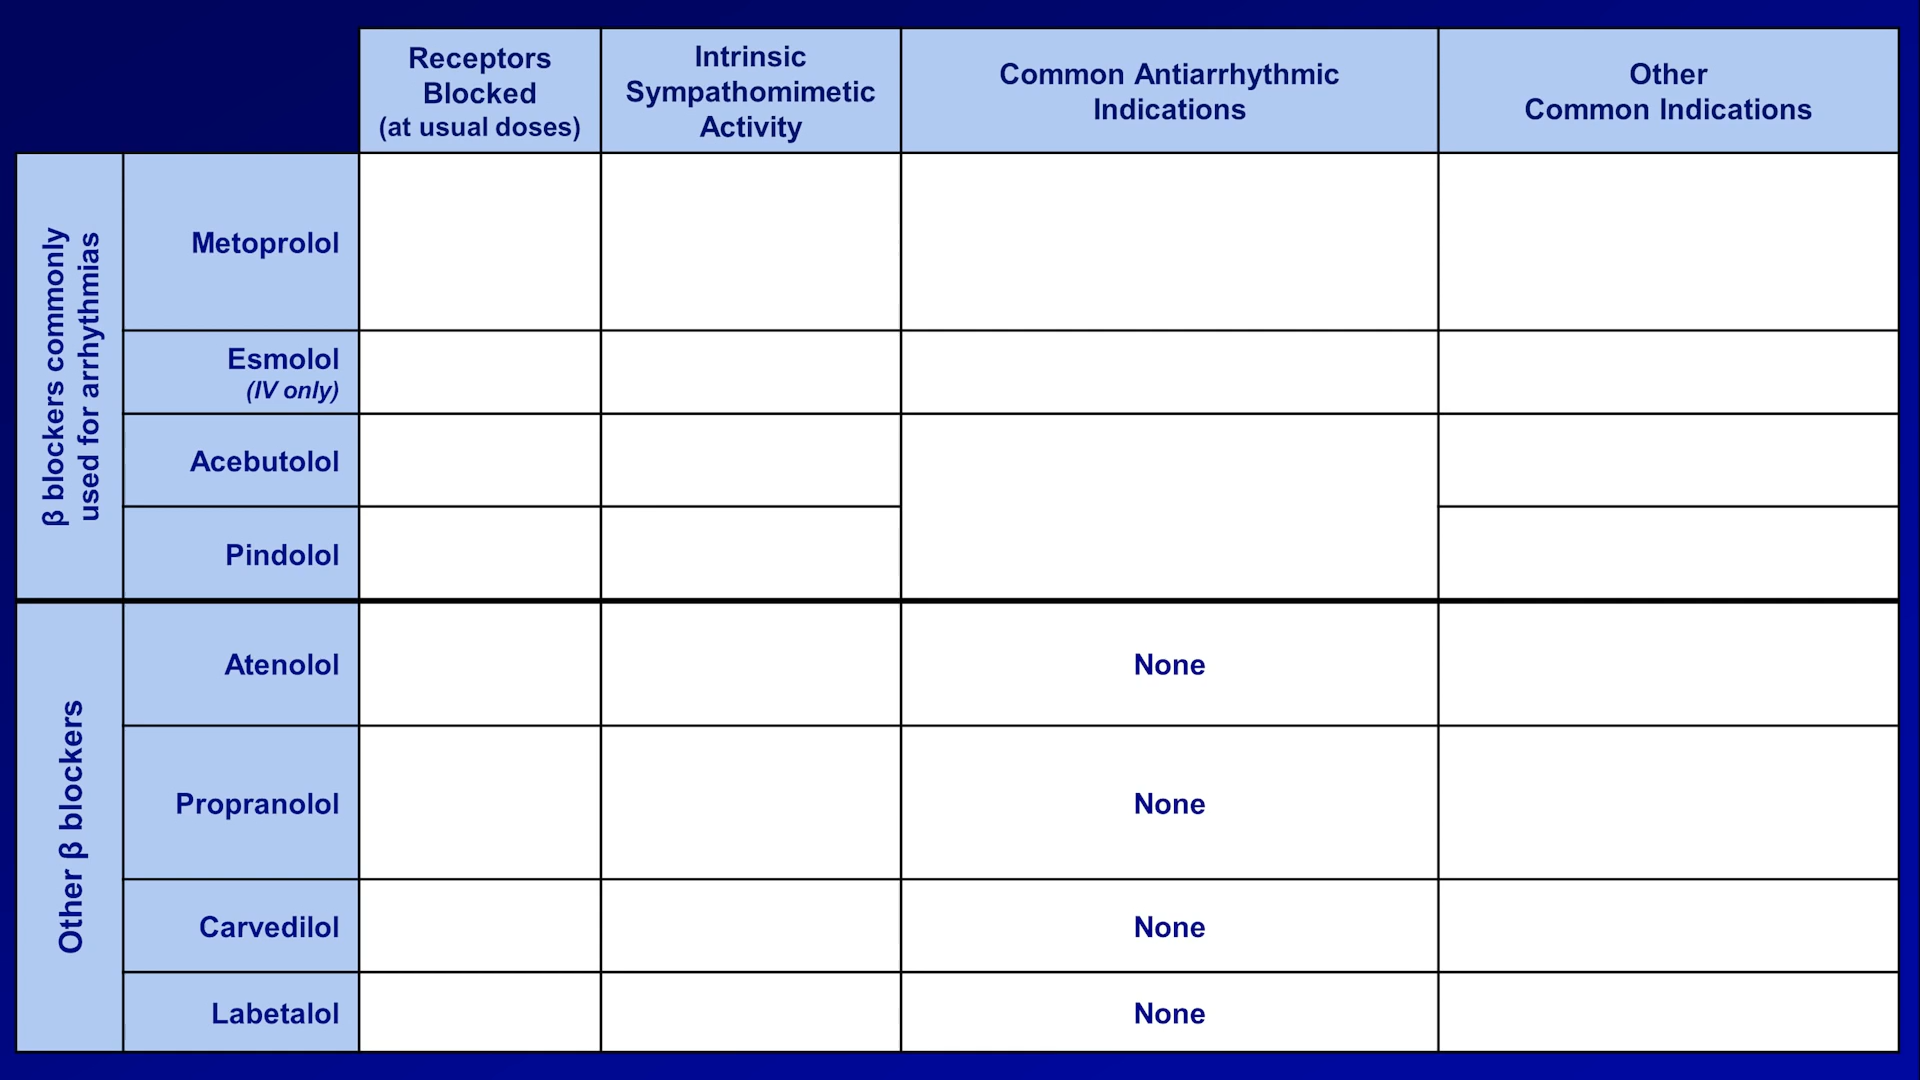 Receptors
Blocked
(at usual doses)
Intrinsic
Sympathomimetic
Activity
Common Antiarrhythmic
Indications
Other
Common Indications
β blockers commonly
used for arrhythmias
Metoprolol
Esmolol
(IV only)
Acebutolol
Pindolol
Other β blockers
Atenolol
None
Propranolol
None
Carvedilol
None
Labetalol
None